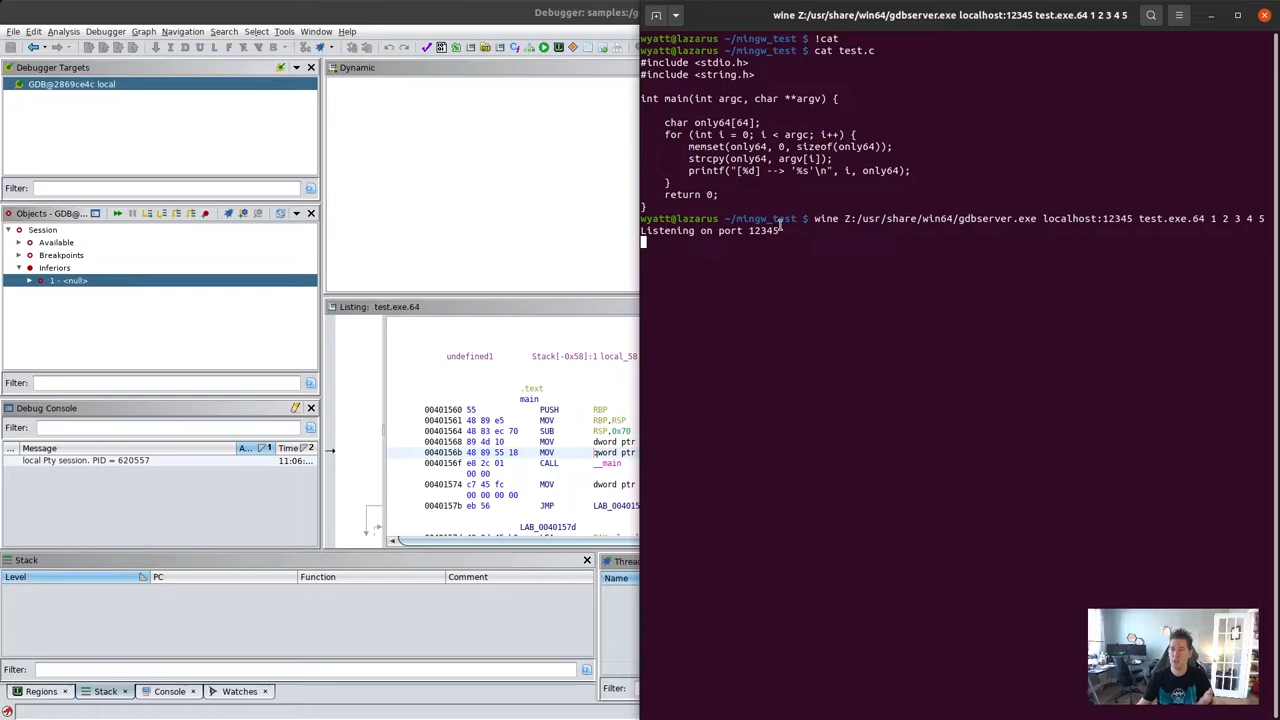 Debugger: samples:/g
wine Z:/usr/share/win64/gdbserver.exe localhost:12345 test.exe.64 1 2 3 4 5
File Edit Analysis Debugger Graph Navigation Search Select Tools Window Help
Debugger Targets
GDB@2869ce4c local
Filter:
Objects - GDB@...
Session
Available
Breakpoints
Inferiors
1 - <null>
Filter:
Debug Console
Filter:
... Message A... 1 Time 2
local Pty session. PID = 620557 11:06:...
Dynamic
Listing: test.exe.64
undefined1 Stack[-0x58]:1 local_58
.text
main
00401560 55 PUSH RBP
00401561 48 89 e5 MOV RBP,RSP
00401564 48 83 ec 70 SUB RSP,0x70
00401568 89 4d 10 MOV dword ptr
0040156b 48 89 55 18 MOV qword ptr
0040156f e8 2c 01 CALL __main
00 00
00401574 c7 45 fc MOV dword ptr
00 00 00 00
0040157b eb 56 JMP LAB_004015
LAB_0040157d
Stack
Level PC Function Comment
Filter:
Regions × Stack × Console × Watches ×
Thread
Name
Filter:
wyatt@lazarus ~/mingw_test $ !cat
wyatt@lazarus ~/mingw_test $ cat test.c
#include <stdio.h>
#include <string.h>
int main(int argc, char **argv) {
char only64[64];
for (int i = 0; i < argc; i++) {
memset(only64, 0, sizeof(only64));
strcpy(only64, argv[i]);
printf("[%d] --> '%s'\n", i, only64);
}
return 0;
}
wyatt@lazarus ~/mingw_test $ wine Z:/usr/share/win64/gdbserver.exe localhost:12345 test.exe.64 1 2 3 4 5
Listening on port 12345